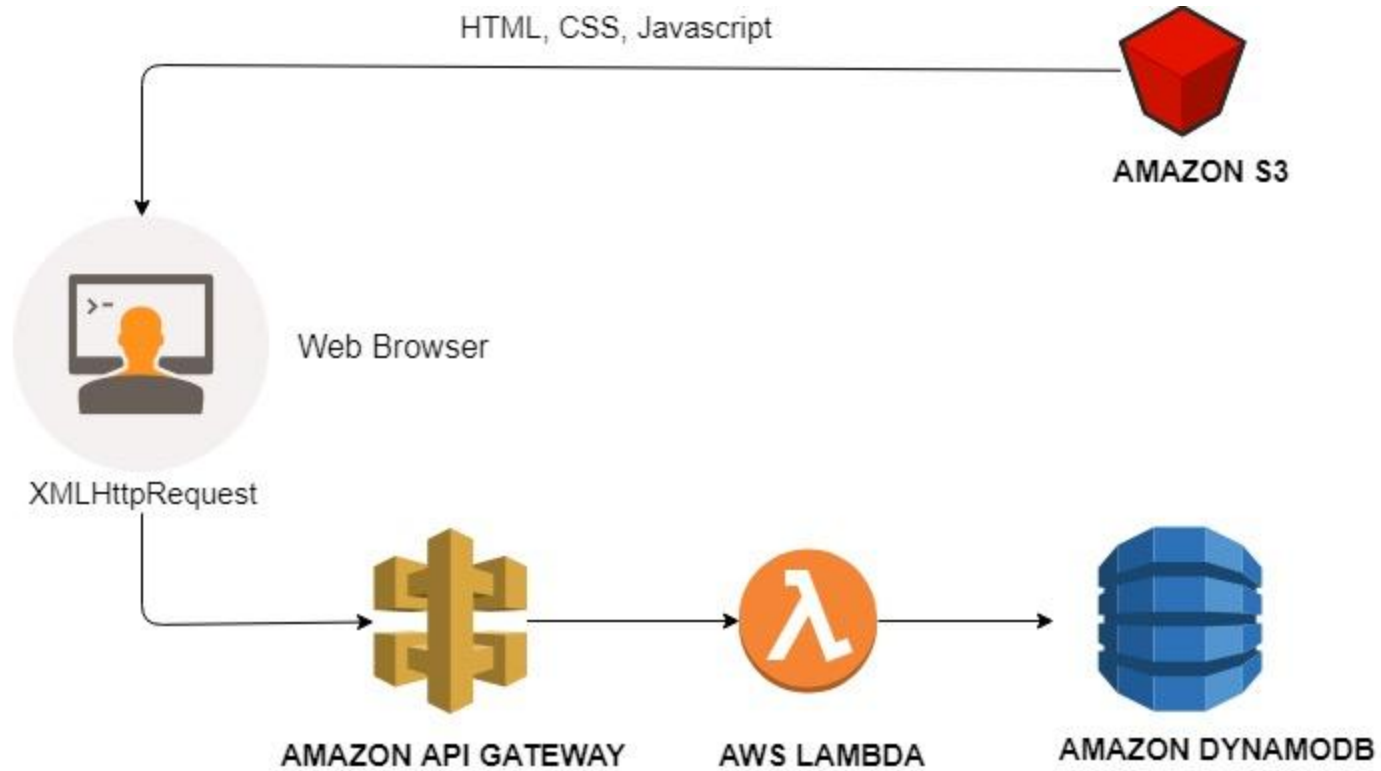 HTML, CSS, Javascript
AMAZON S3
>-
Web Browser
XMLHttpRequest
λ
AMAZON API GATEWAY
AWS LAMBDA
AMAZON DYNAMODB